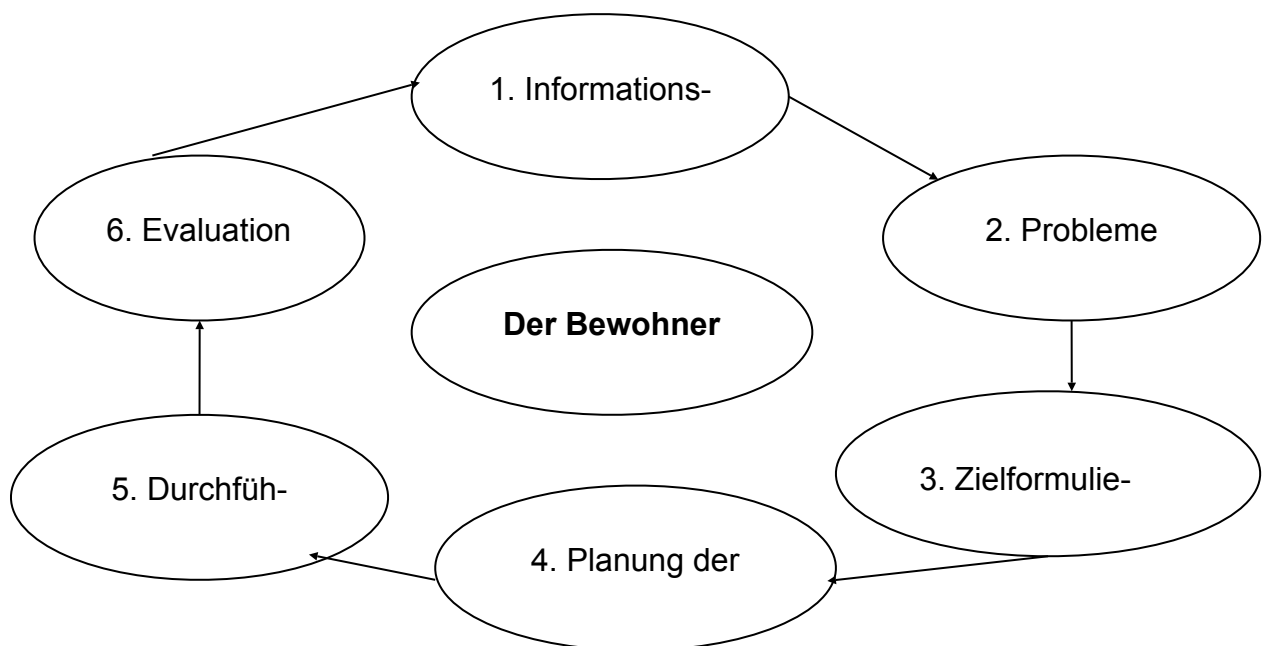 1. Informations-
2. Probleme
3. Zielformulie-
4. Planung der
5. Durchfüh-
6. Evaluation
Der Bewohner